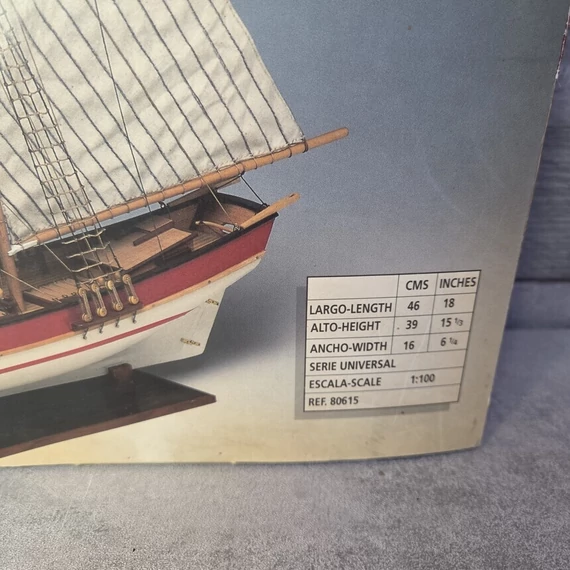 CMS INCHES
LARGO-LENGTH 46 18
ALTO-HEIGHT 39 15 1/3
ANCHO-WIDTH 16 6 1/4
SERIE UNIVERSAL
ESCALA-SCALE 1:100
REF. 80615